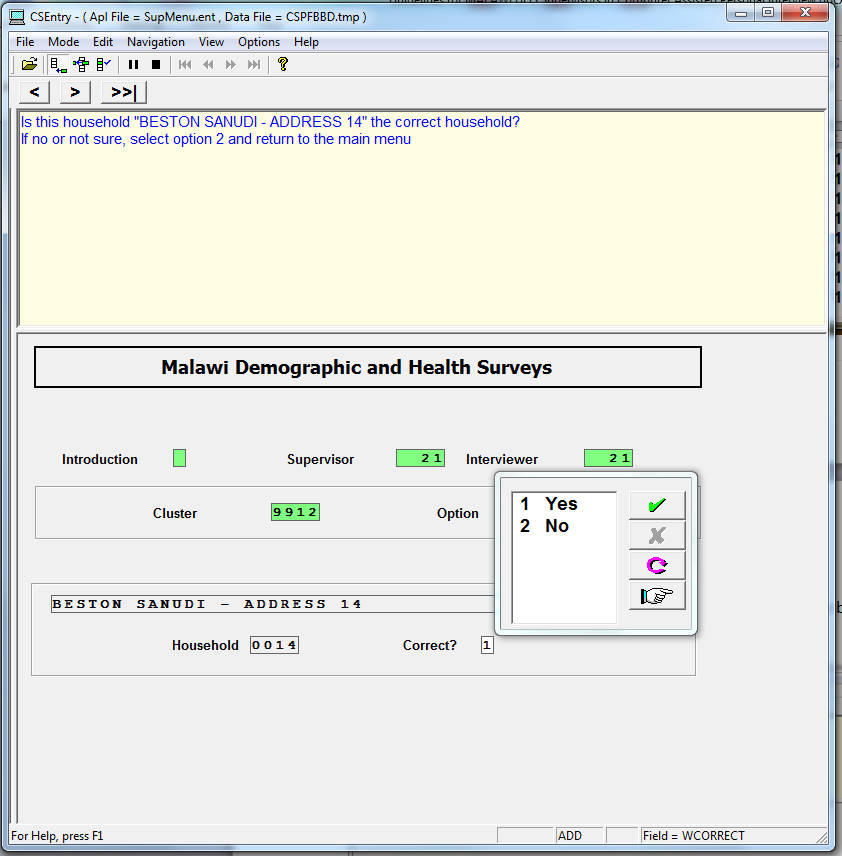 CSEntry - ( Apl File = SupMenu.ent , Data File = CSPFBBD.tmp )
File Mode Edit Navigation View Options Help
< > >>|
Is this household "BESTON SANUDI - ADDRESS 14" the correct household?
If no or not sure, select option 2 and return to the main menu
Malawi Demographic and Health Surveys
Introduction Supervisor 21 Interviewer 21
Cluster 9912 Option
1 Yes
2 No
BESTON SANUDI - ADDRESS 14
Household 0014 Correct? 1
For Help, press F1 ADD Field = WCORRECT